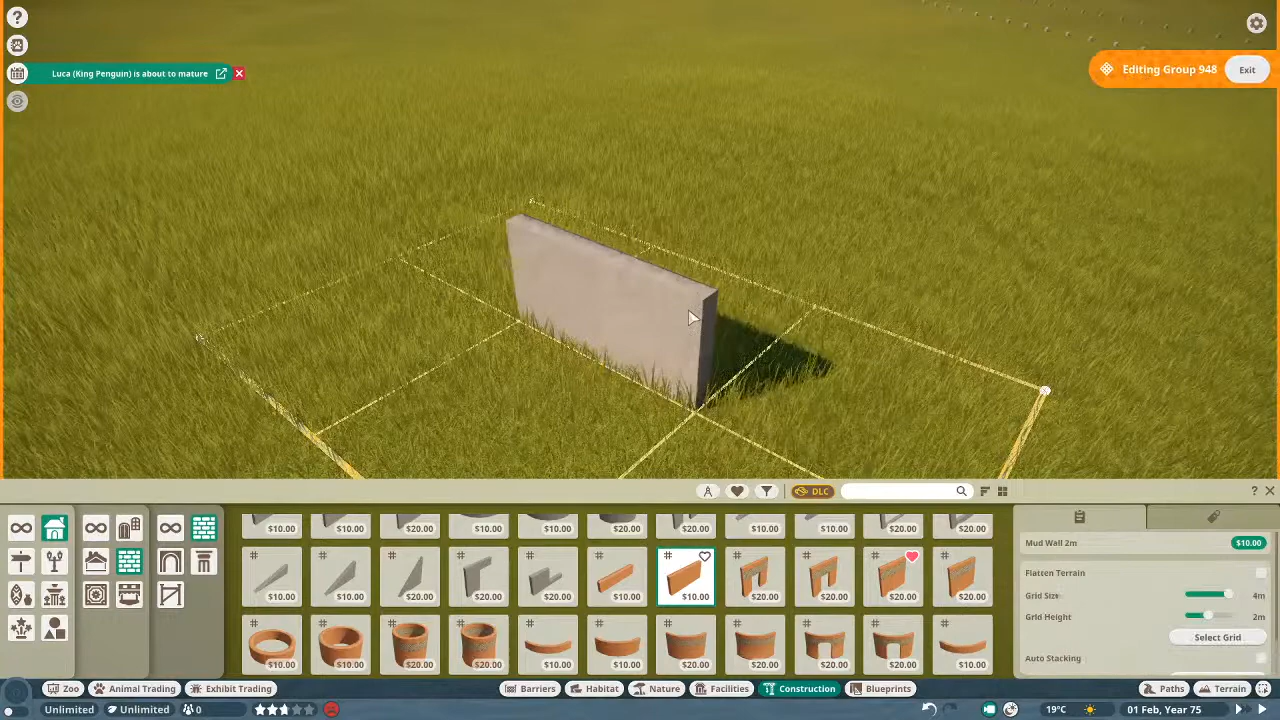 ?
Luca (King Penguin) is about to mature
Editing Group 948
Exit
DLC
?
$10.00 $10.00 $20.00 $10.00 $20.00 $20.00 $10.00 $10.00 $20.00 $20.00 $20.00
$10.00 $10.00 $20.00 $20.00 $20.00 $10.00 $10.00 $20.00 $20.00 $20.00 $20.00
$10.00 $10.00 $20.00 $20.00 $10.00 $10.00 $20.00 $20.00 $20.00 $20.00 $10.00
Mud Wall 2m $10.00
Flatten Terrain
Grid Size 4m
Grid Height 2m
Select Grid
Auto Stacking
Zoo Animal Trading Exhibit Trading Barriers Habitat Nature Facilities Construction Blueprints Paths Terrain
Unlimited Unlimited 0 19°C 01 Feb, Year 75